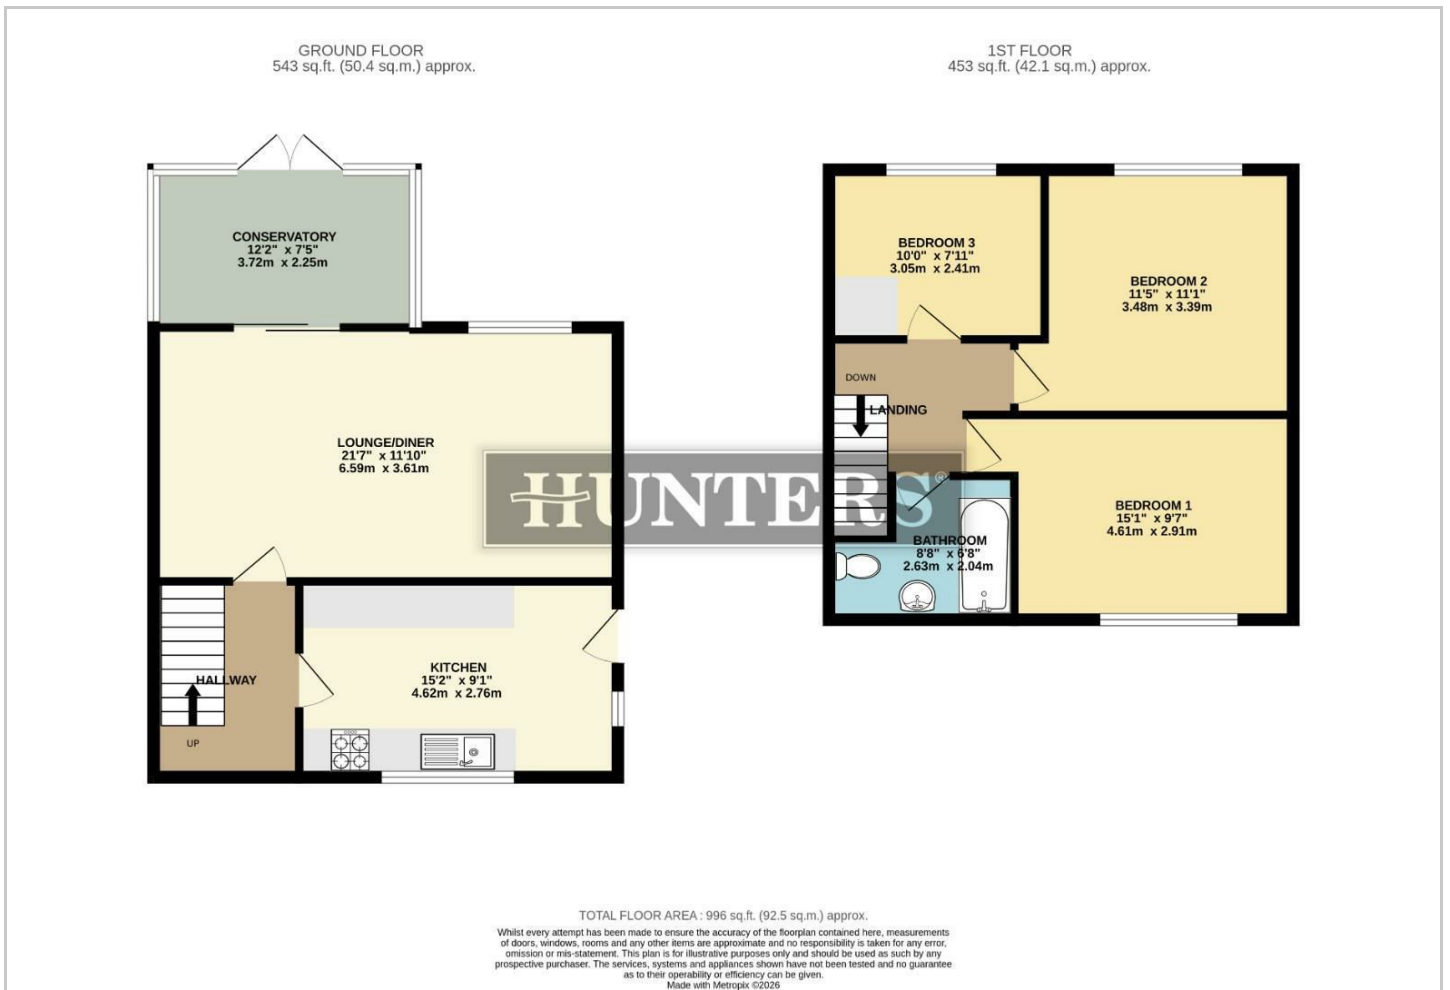 GROUND FLOOR
543 sq.ft. (50.4 sq.m.) approx.
1ST FLOOR
453 sq.ft. (42.1 sq.m.) approx.
CONSERVATORY
12'2" x 7'5"
3.72m x 2.25m
LOUNGE/DINER
21'7" x 11'10"
6.59m x 3.61m
HALLWAY
UP
KITCHEN
15'2" x 9'1"
4.62m x 2.76m
BEDROOM 3
10'0" x 7'11"
3.05m x 2.41m
BEDROOM 2
11'5" x 11'1"
3.48m x 3.39m
DOWN
LANDING
BEDROOM 1
15'1" x 9'7"
4.61m x 2.91m
BATHROOM
8'8" x 6'8"
2.63m x 2.04m
HUNTERS®
TOTAL FLOOR AREA : 996 sq.ft. (92.5 sq.m.) approx.
Whilst every attempt has been made to ensure the accuracy of the floorplan contained here, measurements
of doors, windows, rooms and any other items are approximate and no responsibility is taken for any error,
omission or mis-statement. This plan is for illustrative purposes only and should be used as such by any
prospective purchaser. The services, systems and appliances shown have not been tested and no guarantee
as to their operability or efficiency can be given.
Made with Metropix ©2026